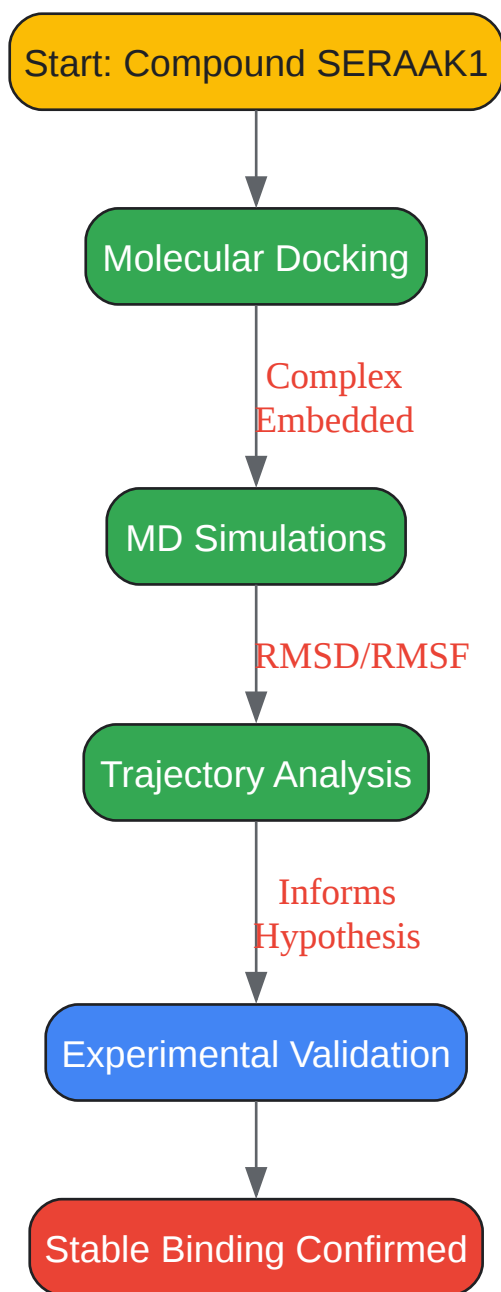 Start: Compound SERAAK1
Molecular Docking
Complex
Embedded
MD Simulations
RMSD/RMSF
Trajectory Analysis
Informs
Hypothesis
Experimental Validation
Stable Binding Confirmed